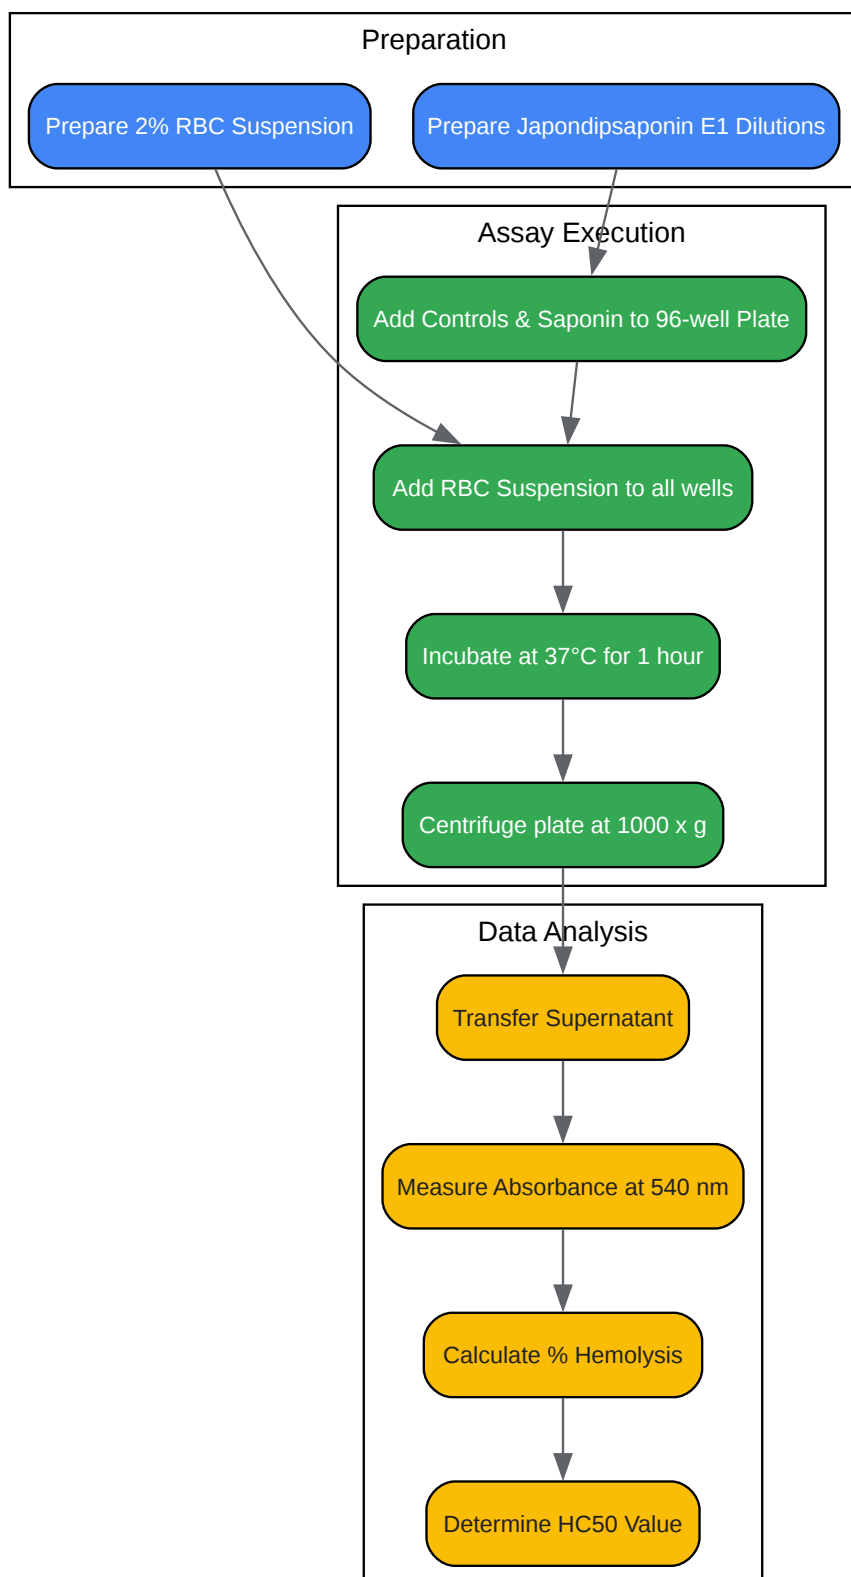 Preparation
Prepare 2% RBC Suspension
Prepare Japondipsaponin E1 Dilutions
Assay Execution
Add Controls & Saponin to 96-well Plate
Add RBC Suspension to all wells
Incubate at 37°C for 1 hour
Centrifuge plate at 1000 x g
Data Analysis
Transfer Supernatant
Measure Absorbance at 540 nm
Calculate % Hemolysis
Determine HC50 Value